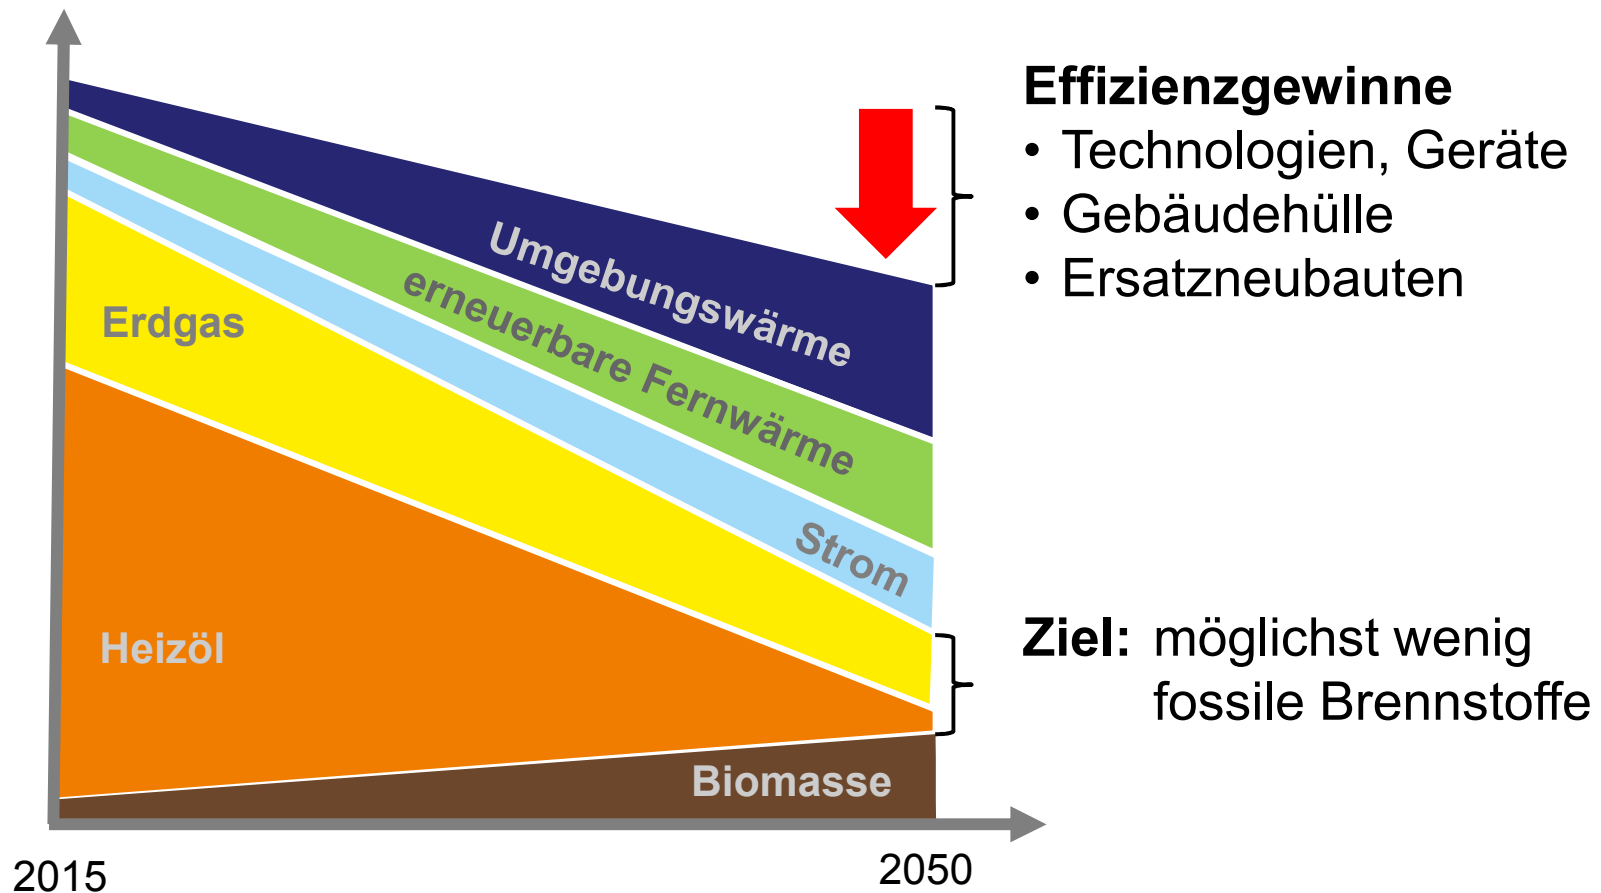 Effizienzgewinne
• Technologien, Geräte
• Gebäudehülle
• Ersatzneubauten
Umgebungswärme
erneuerbare Fernwärme
Erdgas
Strom
Heizöl
Ziel: möglichst wenig
fossile Brennstoffe
Biomasse
2015
2050